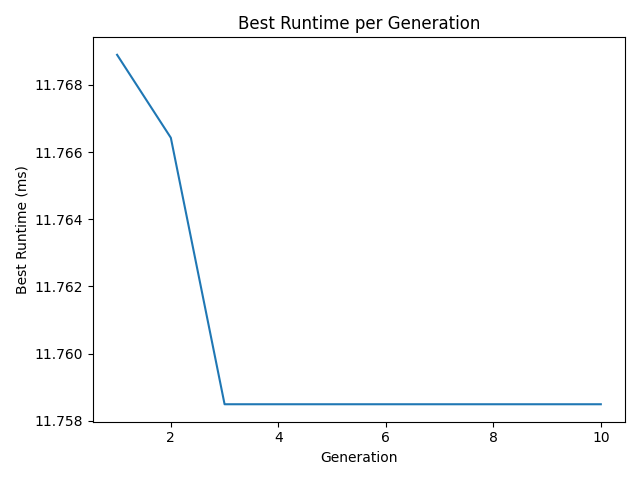 Best Runtime per Generation
Best Runtime (ms)
11.768
11.766
11.764
11.762
11.760
11.758
2 4 6 8 10
Generation